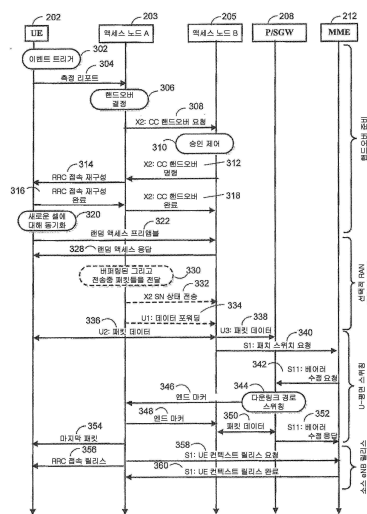 202
203
205
208
212
UE
액세스 노드 A
액세스 노드 B
P/SGW
MME
이벤트 트리거
302
304
측정 리포트
핸드오버
결정
306
308
X2: CC 핸드오버 요청
310
승인 제어
314
X2: CC 핸드오버
명령
312
RRC 접속 재구성
316
RRC 접속 재구성
완료
X2: CC 핸드오버
완료
318
새로운 셀에
대해 동기화
320
322
랜덤 액세스 프리앰블
328
랜덤 액세스 응답
버퍼링된 그리고
전송중 패킷들을 전달
330
332
X2 SN 상태 전송
334
U1: 데이터 포워딩
336
U2: 패킷 데이터
338
U3: 패킷 데이터
340
S1: 패치 스위치 요청
342
S11: 베어러
수정 요청
344
다운링크 경로
스위칭
346
엔드 마커
348
엔드 마커
350
패킷 데이터
352
S11: 베어러
수정 응답
354
마지막 패킷
356
RRC 접속 릴리스
358
S1: UE 컨텍스트 릴리스 요청
360
S1: UE 컨텍스트 릴리스 완료
핸드오버 준비
선택적 RAN
U-평면 스위칭
소스 eNB 릴리스